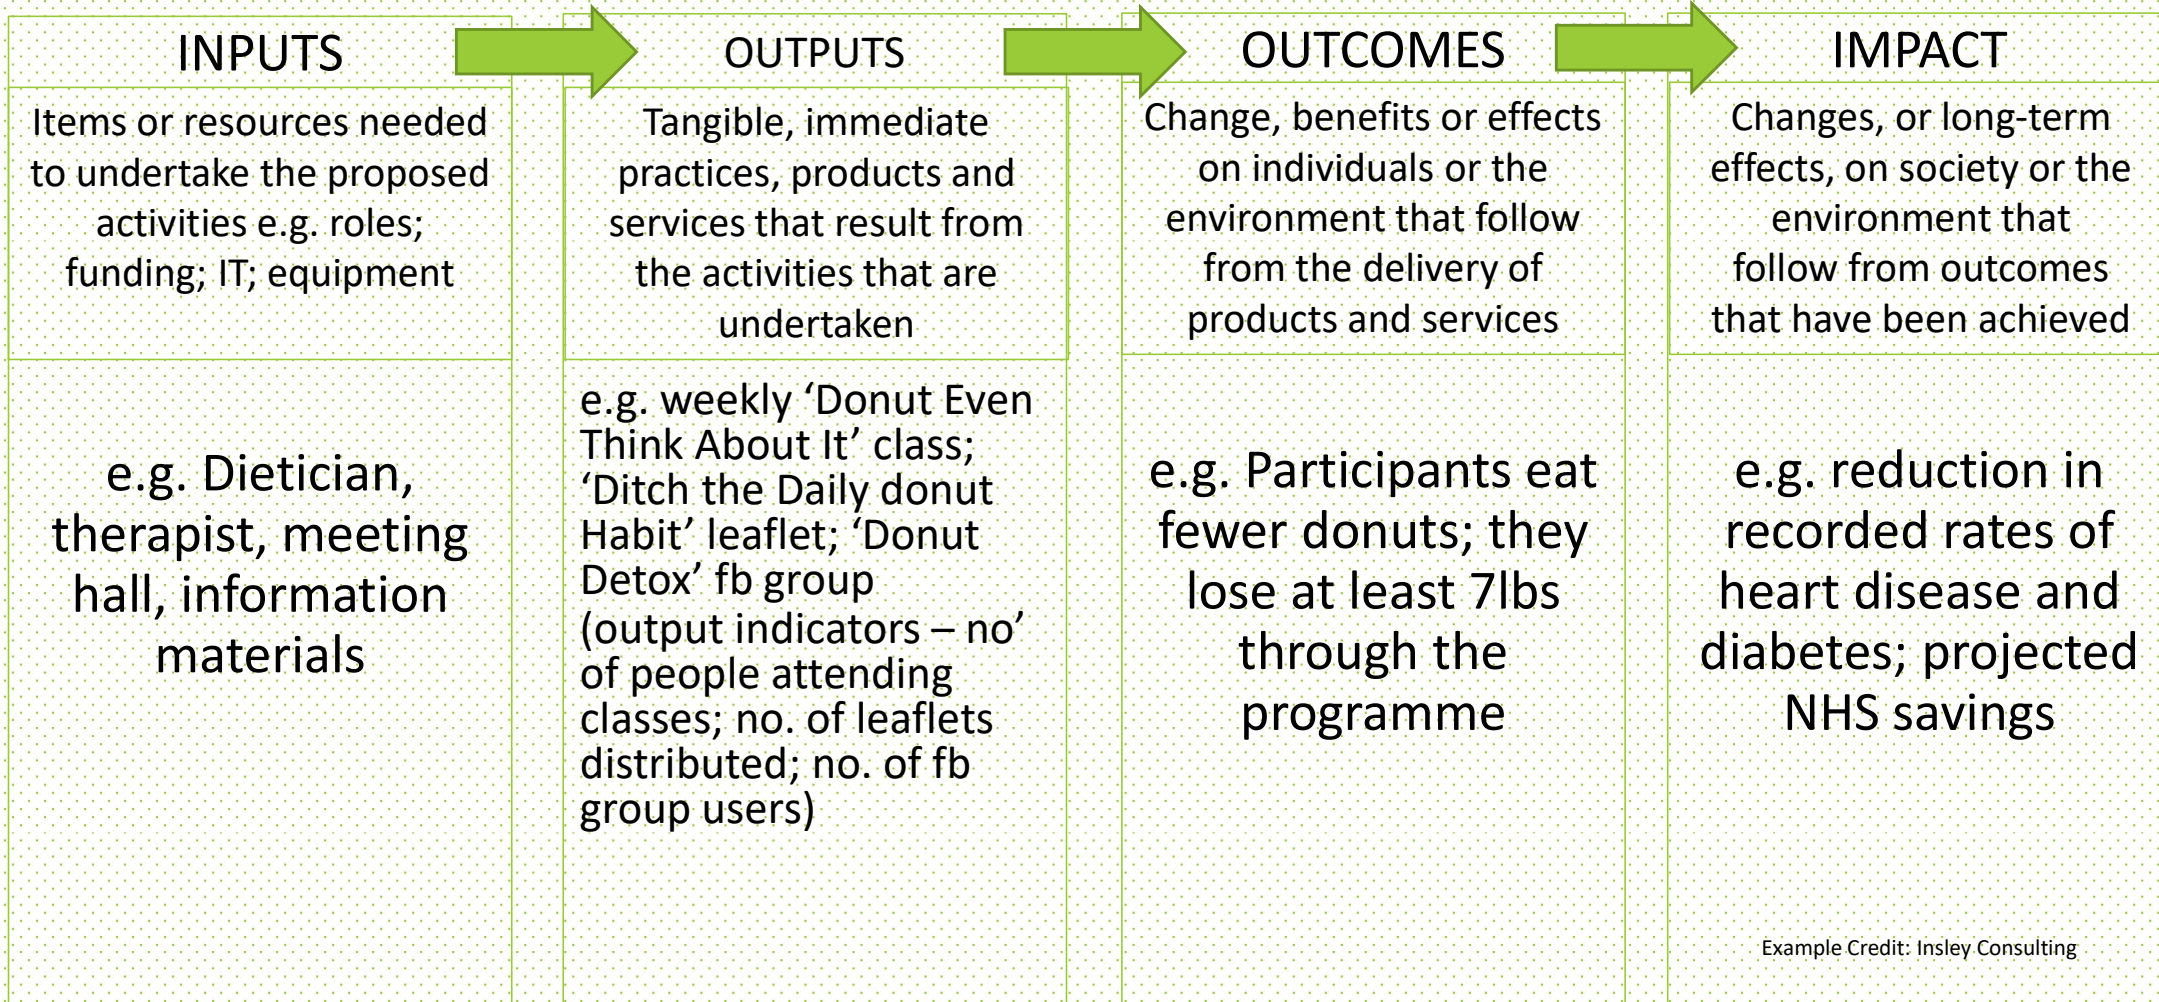 INPUTS
Items or resources needed
to undertake the proposed
activities e.g. roles;
funding; IT; equipment
e.g. Dietician,
therapist, meeting
hall, information
materials
OUTPUTS
Tangible, immediate
practices, products and
services that result from
the activities that are
undertaken
e.g. weekly ‘Donut Even
Think About It’ class;
‘Ditch the Daily donut
Habit’ leaflet; ‘Donut
Detox’ fb group
(output indicators – no’
of people attending
classes; no. of leaflets
distributed; no. of fb
group users)
OUTCOMES
Change, benefits or effects
on individuals or the
environment that follow
from the delivery of
products and services
e.g. Participants eat
fewer donuts; they
lose at least 7lbs
through the
programme
IMPACT
Changes, or long-term
effects, on society or the
environment that
follow from outcomes
that have been achieved
e.g. reduction in
recorded rates of
heart disease and
diabetes; projected
NHS savings
Example Credit: Insley Consulting